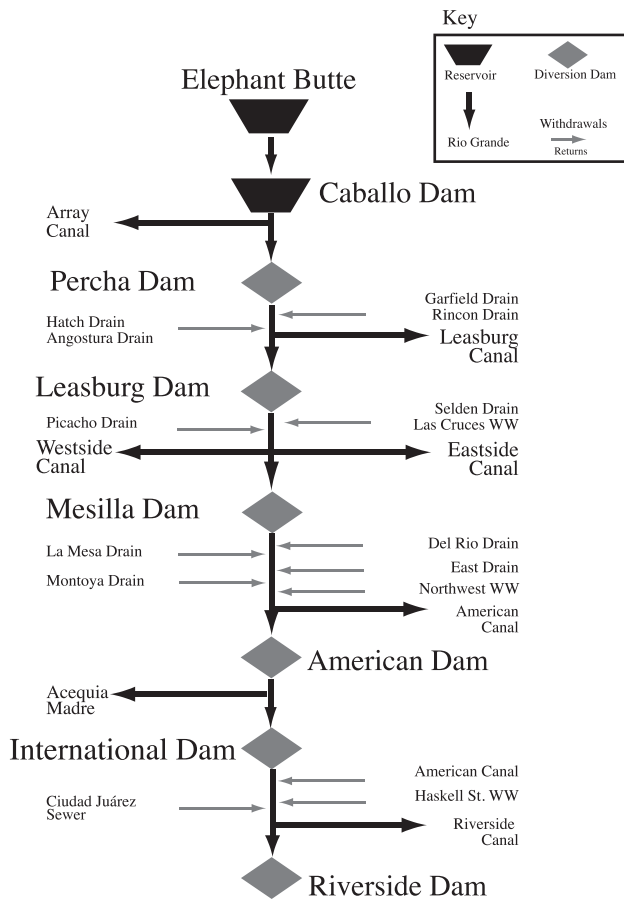 Key
Reservoir
Diversion Dam
Rio Grande
Withdrawals
Returns
Elephant Butte
Caballo Dam
Array
Canal
Percha Dam
Hatch Drain
Angostura Drain
Garfield Drain
Rincon Drain
Leasburg
Canal
Leasburg Dam
Picacho Drain
Selden Drain
Las Cruces WW
Westside
Canal
Eastside
Canal
Mesilla Dam
La Mesa Drain
Montoya Drain
Del Rio Drain
East Drain
Northwest WW
American
Canal
American Dam
Acequia
Madre
International Dam
American Canal
Haskell St. WW
Ciudad Juárez
Sewer
Riverside
Canal
Riverside Dam